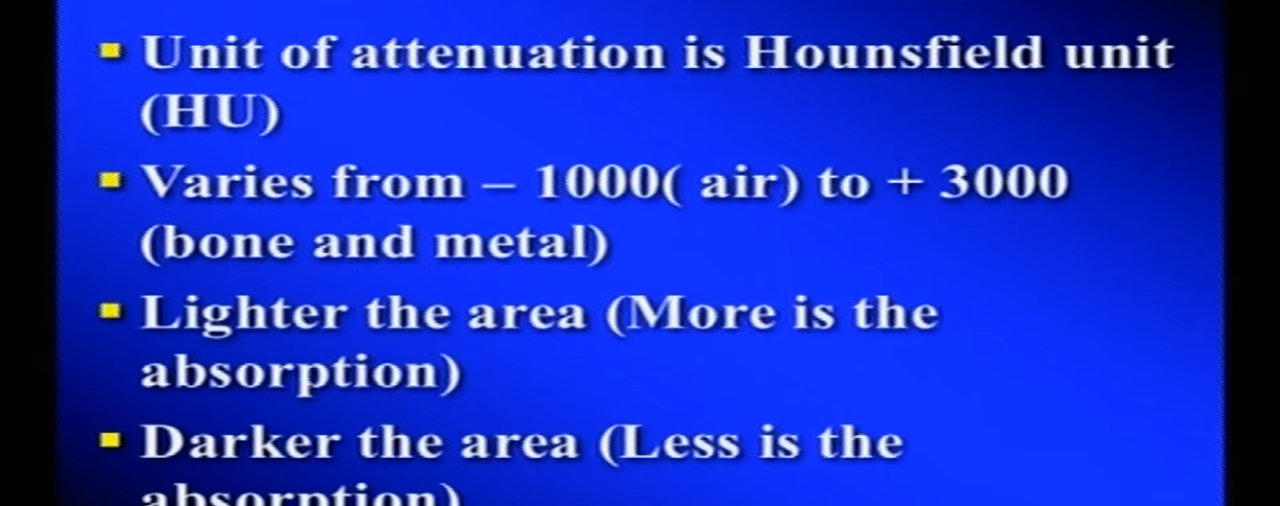 Unit of attenuation is Hounsfield unit
(HU)
Varies from – 1000( air) to + 3000
(bone and metal)
Lighter the area (More is the
absorption)
Darker the area (Less is the
absorption)